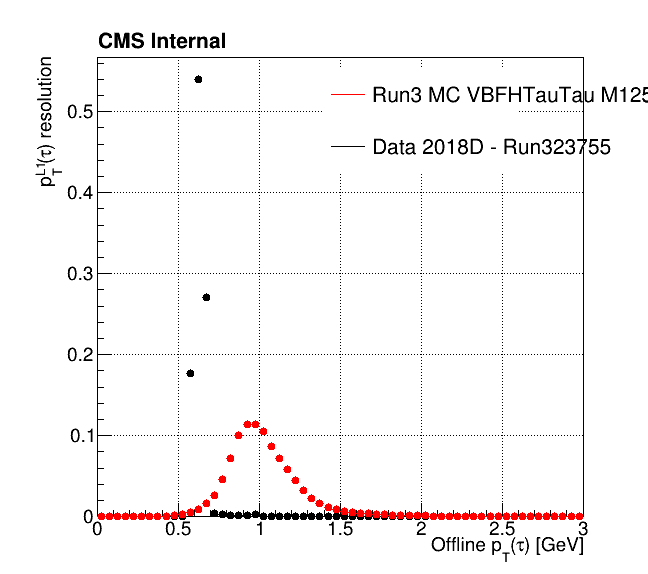 CMS Internal
p_T^L1(τ) resolution
Run3 MC VBFHTauTau M125
Data 2018D - Run323755
0.5
0.4
0.3
0.2
0.1
0
0 0.5 1 1.5 2 2.5 3
Offline p_T(τ) [GeV]